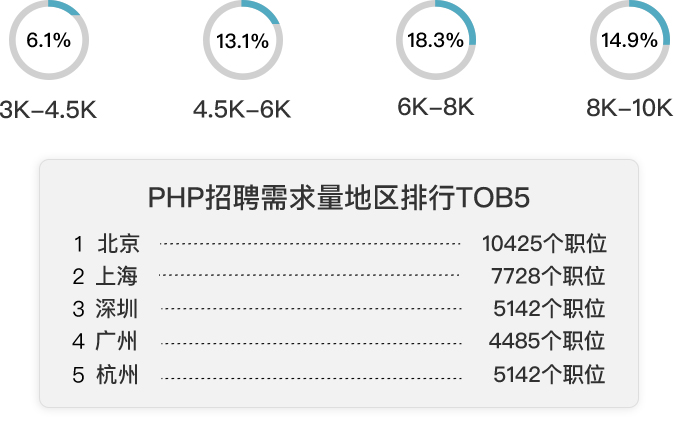 6.1% 13.1% 18.3% 14.9%
3K–4.5K 4.5K–6K 6K–8K 8K–10K
PHP招聘需求量地区排行TOB5
1 北京 10425个职位
2 上海 7728个职位
3 深圳 5142个职位
4 广州 4485个职位
5 杭州 5142个职位